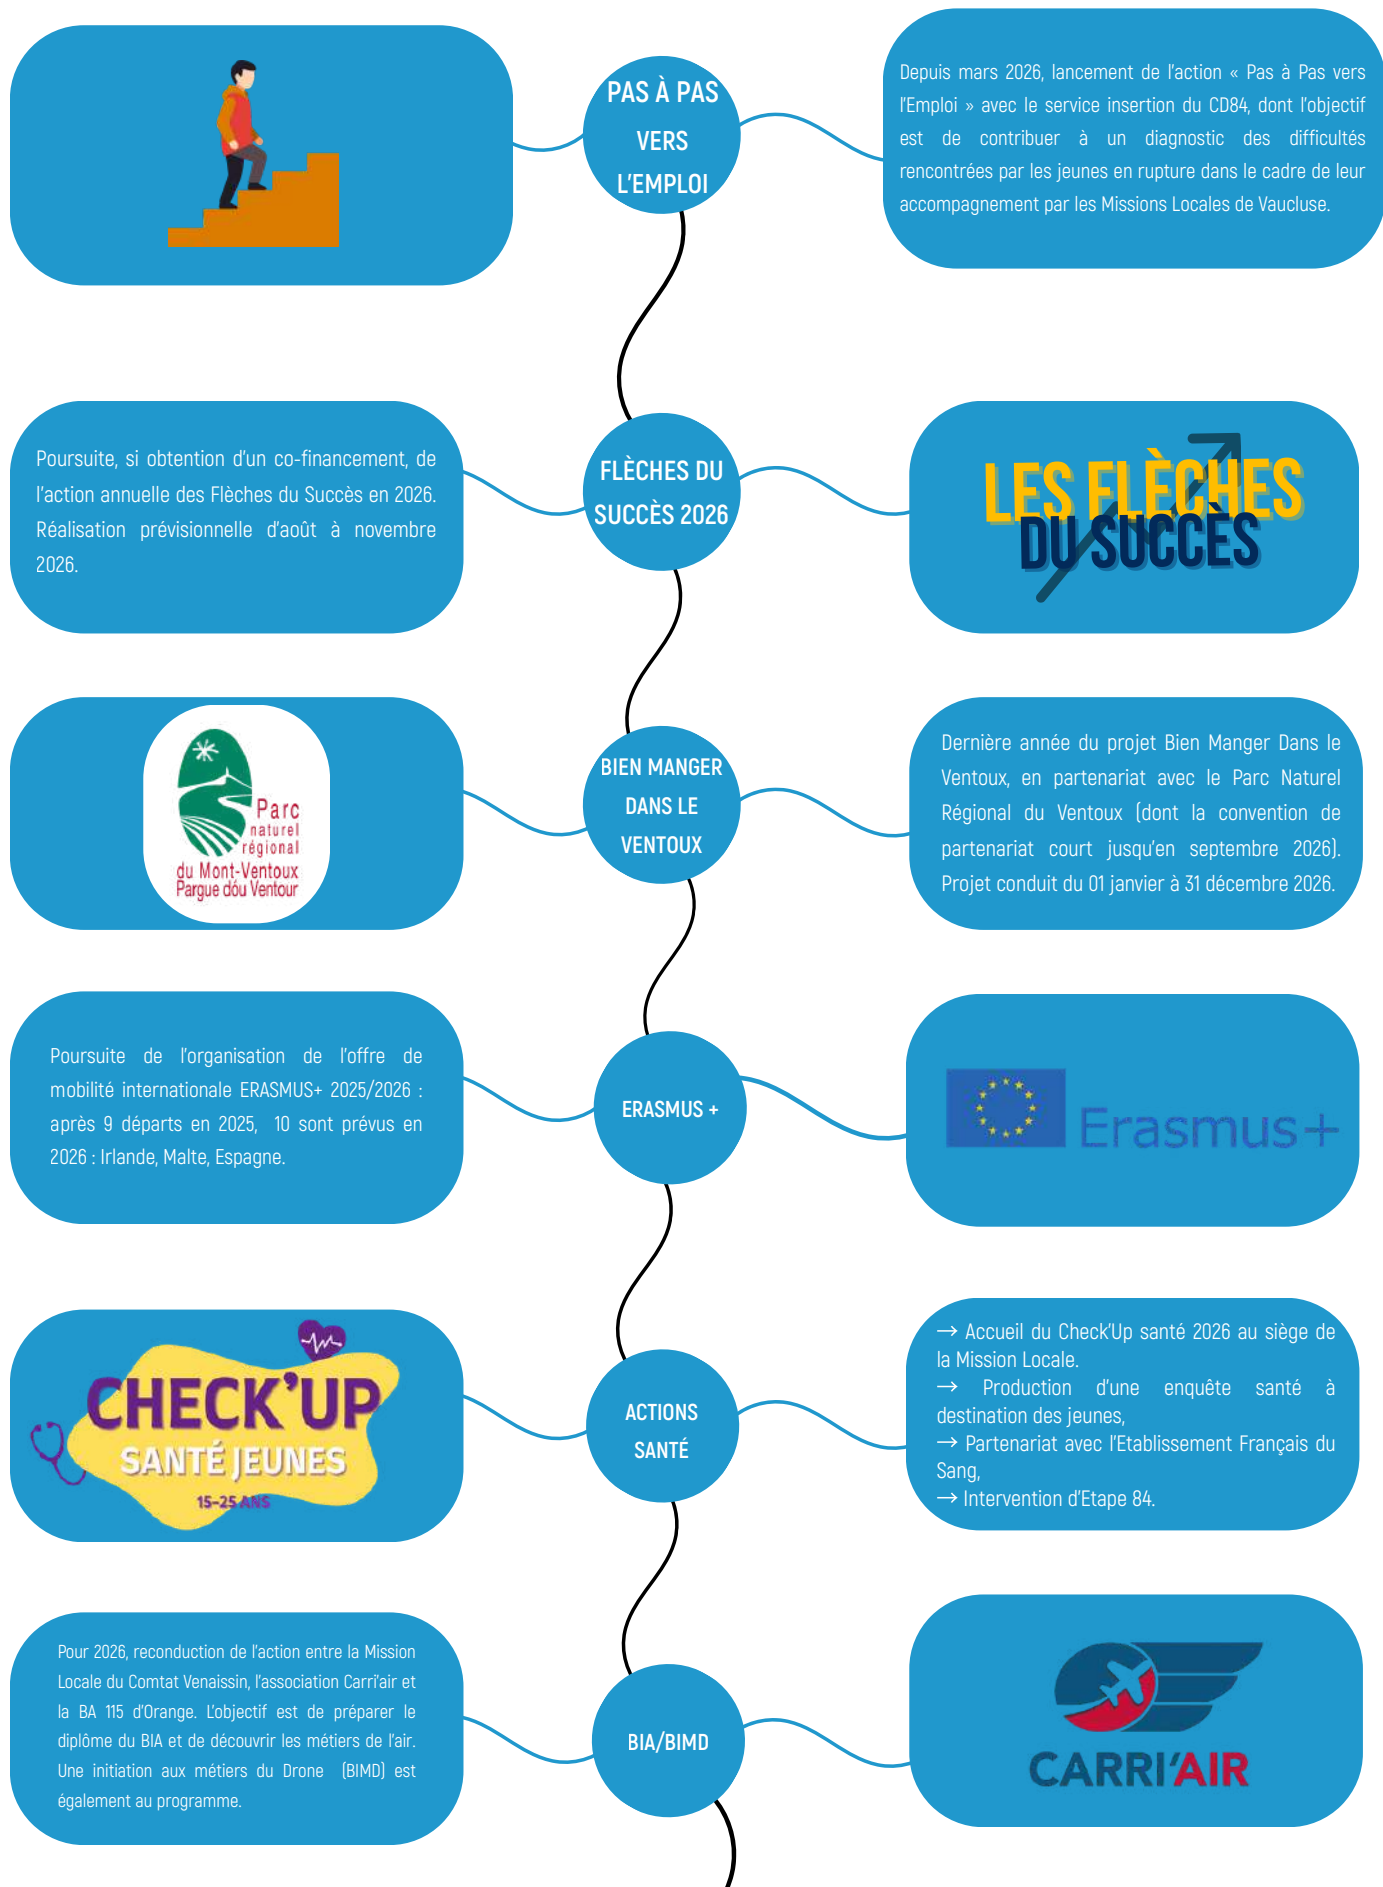 PAS À PAS
VERS
L'EMPLOI
Depuis mars 2026, lancement de l'action « Pas à Pas vers
l'Emploi » avec le service insertion du CD84, dont l'objectif
est de contribuer à un diagnostic des difficultés
rencontrées par les jeunes en rupture dans le cadre de leur
accompagnement par les Missions Locales de Vaucluse.
Poursuite, si obtention d'un co-financement, de
l'action annuelle des Flèches du Succès en 2026.
Réalisation prévisionnelle d'août à novembre
2026.
FLÈCHES DU
SUCCÈS 2026
LES FLÈCHES
DU SUCCÈS
Parc
naturel
régional
du Mont-Ventoux
Pargue dóu Ventour
BIEN MANGER
DANS LE
VENTOUX
Dernière année du projet Bien Manger Dans le
Ventoux, en partenariat avec le Parc Naturel
Régional du Ventoux (dont la convention de
partenariat court jusqu'en septembre 2026).
Projet conduit du 01 janvier à 31 décembre 2026.
Poursuite de l'organisation de l'offre de
mobilité internationale ERASMUS+ 2025/2026 :
après 9 départs en 2025, 10 sont prévus en
2026 : Irlande, Malte, Espagne.
ERASMUS +
Erasmus+
CHECK'UP
SANTÉ JEUNES
15-25 ANS
ACTIONS
SANTÉ
→ Accueil du Check'Up santé 2026 au siège de
la Mission Locale.
→ Production d'une enquête santé à
destination des jeunes,
→ Partenariat avec l'Etablissement Français du
Sang,
→ Intervention d'Etape 84.
Pour 2026, reconduction de l'action entre la Mission
Locale du Comtat Venaissin, l'association Carri'air et
la BA 115 d'Orange. L'objectif est de préparer le
diplôme du BIA et de découvrir les métiers de l'air.
Une initiation aux métiers du Drone (BIMD) est
également au programme.
BIA/BIMD
CARRI'AIR